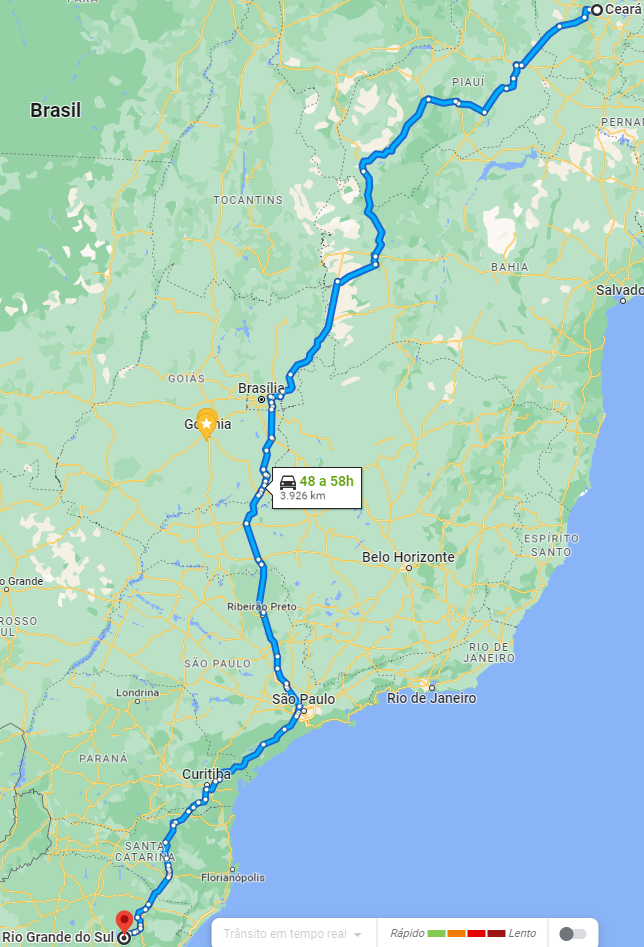 PARÁ
Ceará
PIAUÍ
Brasil
PERNAM
TOCANTINS
BAHIA
Salvado
GOIÁS
Brasília
Goiânia
48 a 58h
3.926 km
ESPÍRITO
SANTO
Belo Horizonte
o Grande
Ribeirão Preto
ROSSO
UL
RIO DE
JANEIRO
SÃO PAULO
Londrina
São Paulo
Rio de Janeiro
PARANÁ
Curitiba
SANTA
CATARINA
Florianópolis
Rio Grande do Sul
Trânsito em tempo real
Rápido
Lento